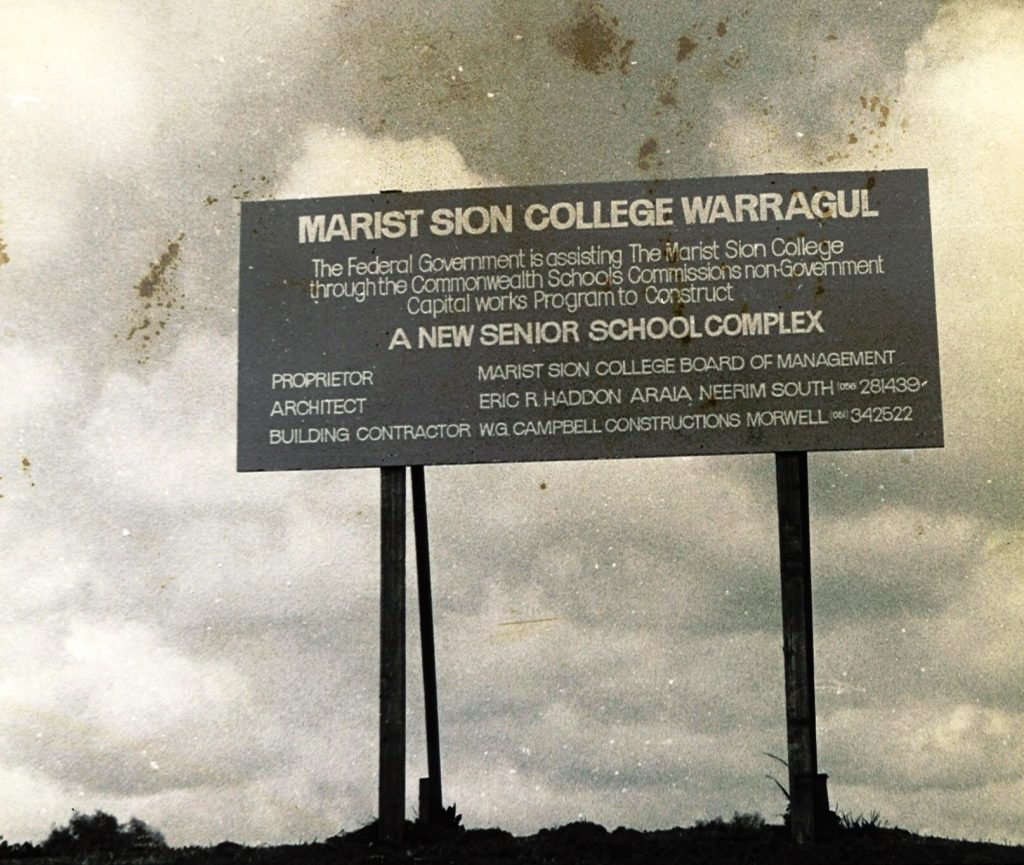 MARIST SION COLLEGE WARRAGUL
The Federal Government is assisting The Marist Sion College
through the Commonwealth School's Commissions non-Government
Capital works Program to Construct
A NEW SENIOR SCHOOL COMPLEX
PROPRIETOR MARIST SION COLLEGE BOARD OF MANAGEMENT
ARCHITECT ERIC R. HADDON ARAIA, NEERIM SOUTH (056) 281439
BUILDING CONTRACTOR W.G. CAMPBELL CONSTRUCTIONS MORWELL (051) 342522